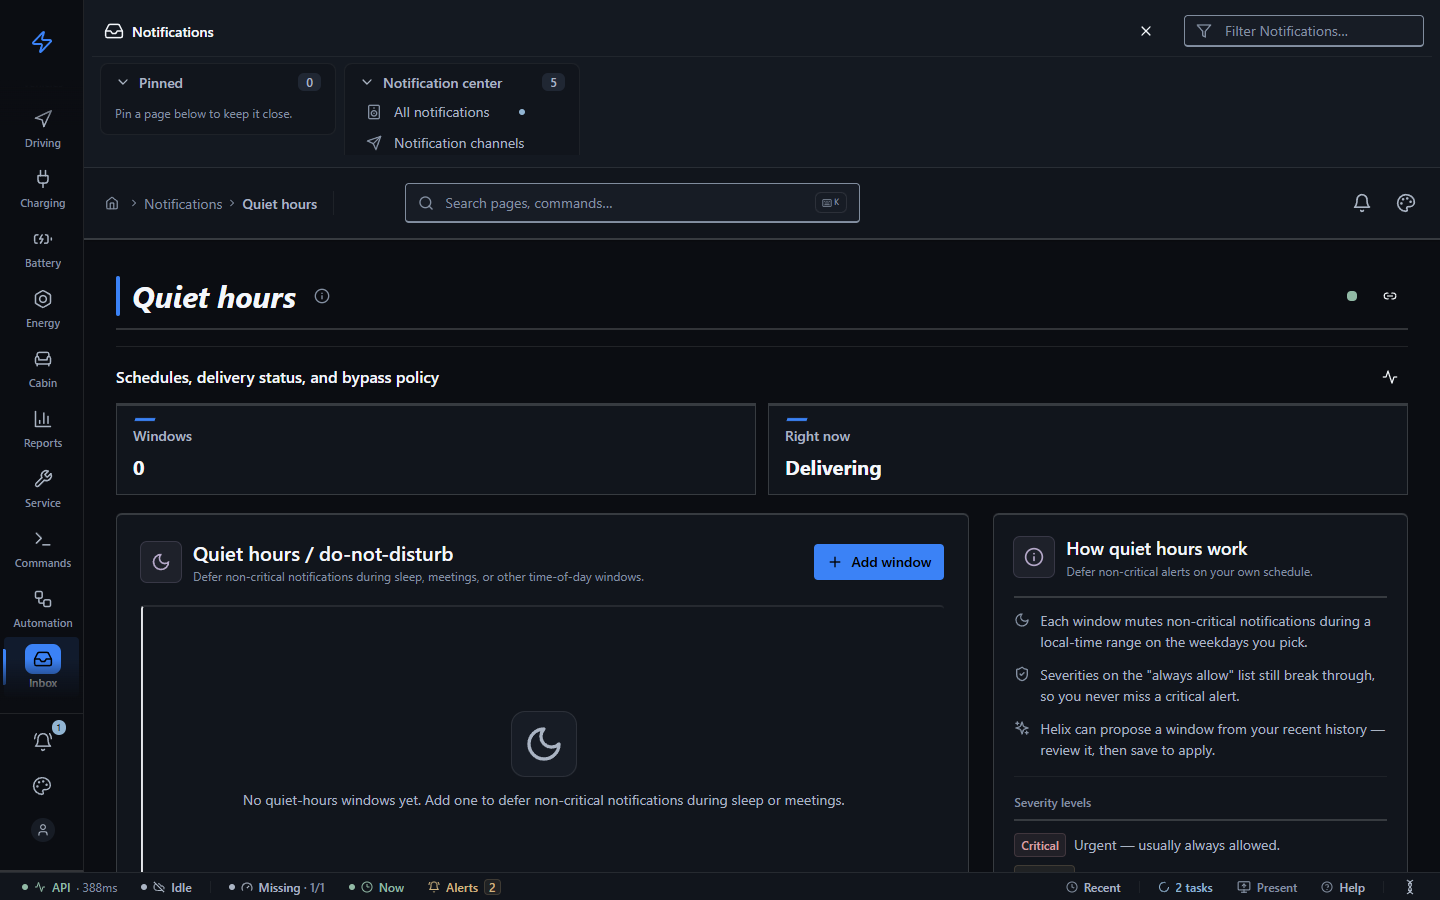 Notifications
Filter Notifications...
Pinned 0
Pin a page below to keep it close.
Notification center 5
All notifications
Notification channels
Driving
Charging
Battery
Energy
Cabin
Reports
Service
Commands
Automation
Inbox
1
Notifications
Quiet hours
Search pages, commands...
K
Quiet hours
Schedules, delivery status, and bypass policy
Windows
0
Right now
Delivering
Quiet hours / do-not-disturb
Defer non-critical notifications during sleep, meetings, or other time-of-day windows.
Add window
No quiet-hours windows yet. Add one to defer non-critical notifications during sleep or meetings.
How quiet hours work
Defer non-critical alerts on your own schedule.
Each window mutes non-critical notifications during a
local-time range on the weekdays you pick.
Severities on the "always allow" list still break through,
so you never miss a critical alert.
Helix can propose a window from your recent history —
review it, then save to apply.
Severity levels
Critical Urgent — usually always allowed.
API · 388ms
Idle
Missing · 1/1
Now
Alerts 2
Recent
2 tasks
Present
Help